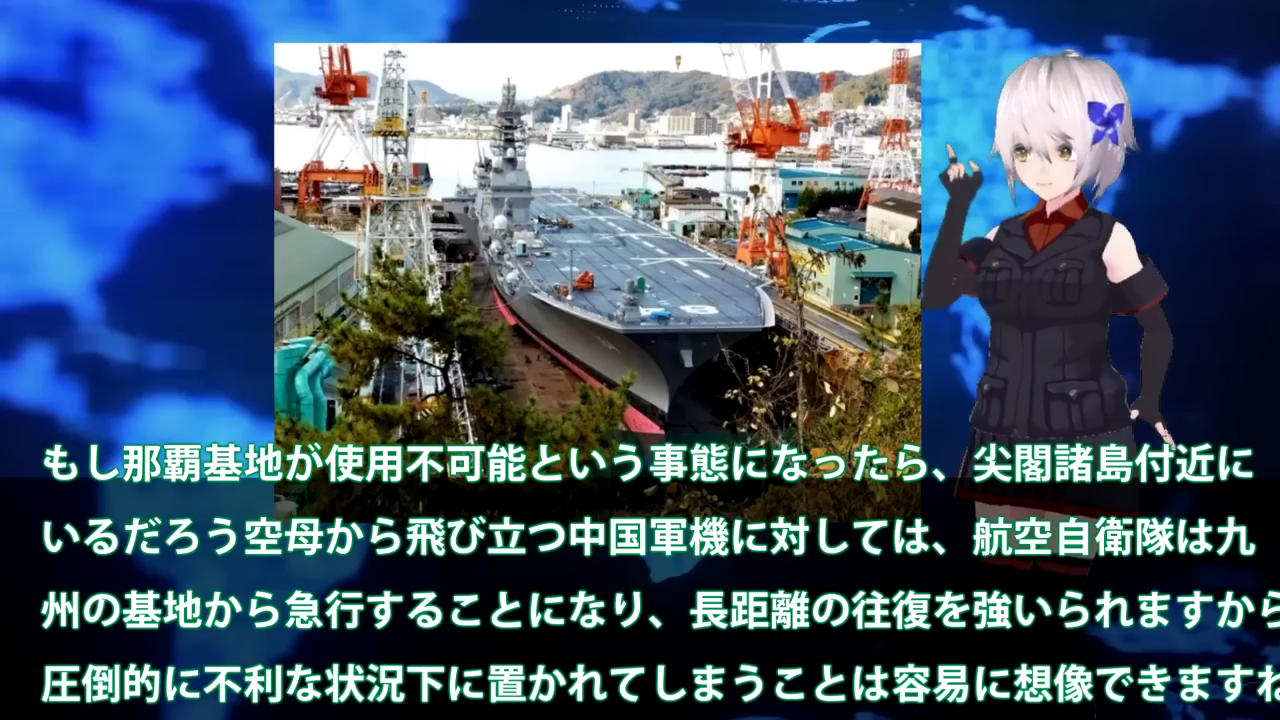 もし那覇基地が使用不可能という事態になったら、尖閣諸島付近に
いるだろう空母から飛び立つ中国軍機に対しては、航空自衛隊は九
州の基地から急行することになり、長距離の往復を強いられますから
圧倒的に不利な状況下に置かれてしまうことは容易に想像できますね